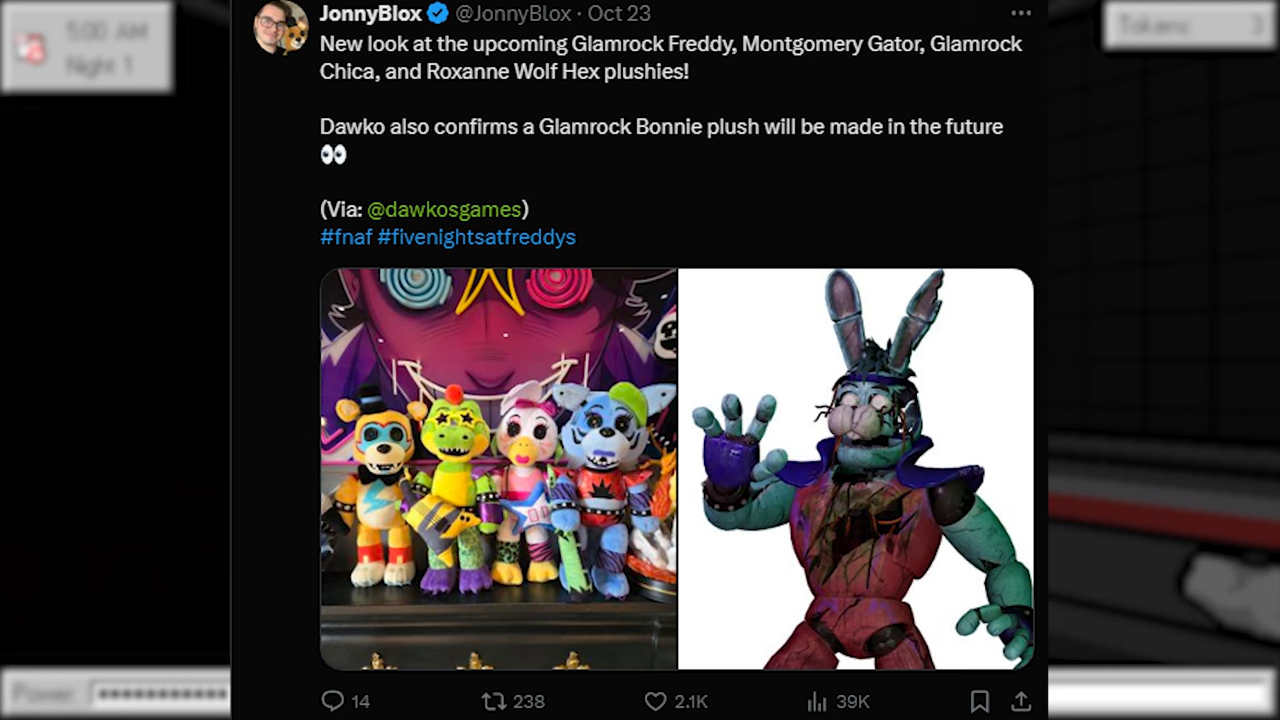 5:00 AM
Night 1
Tokens: 3
JonnyBlox @JonnyBlox · Oct 23
New look at the upcoming Glamrock Freddy, Montgomery Gator, Glamrock
Chica, and Roxanne Wolf Hex plushies!
Dawko also confirms a Glamrock Bonnie plush will be made in the future
👀
(Via: @dawkosgames)
#fnaf #fivenightsatfreddys
14 238 2.1K 39K
Power: